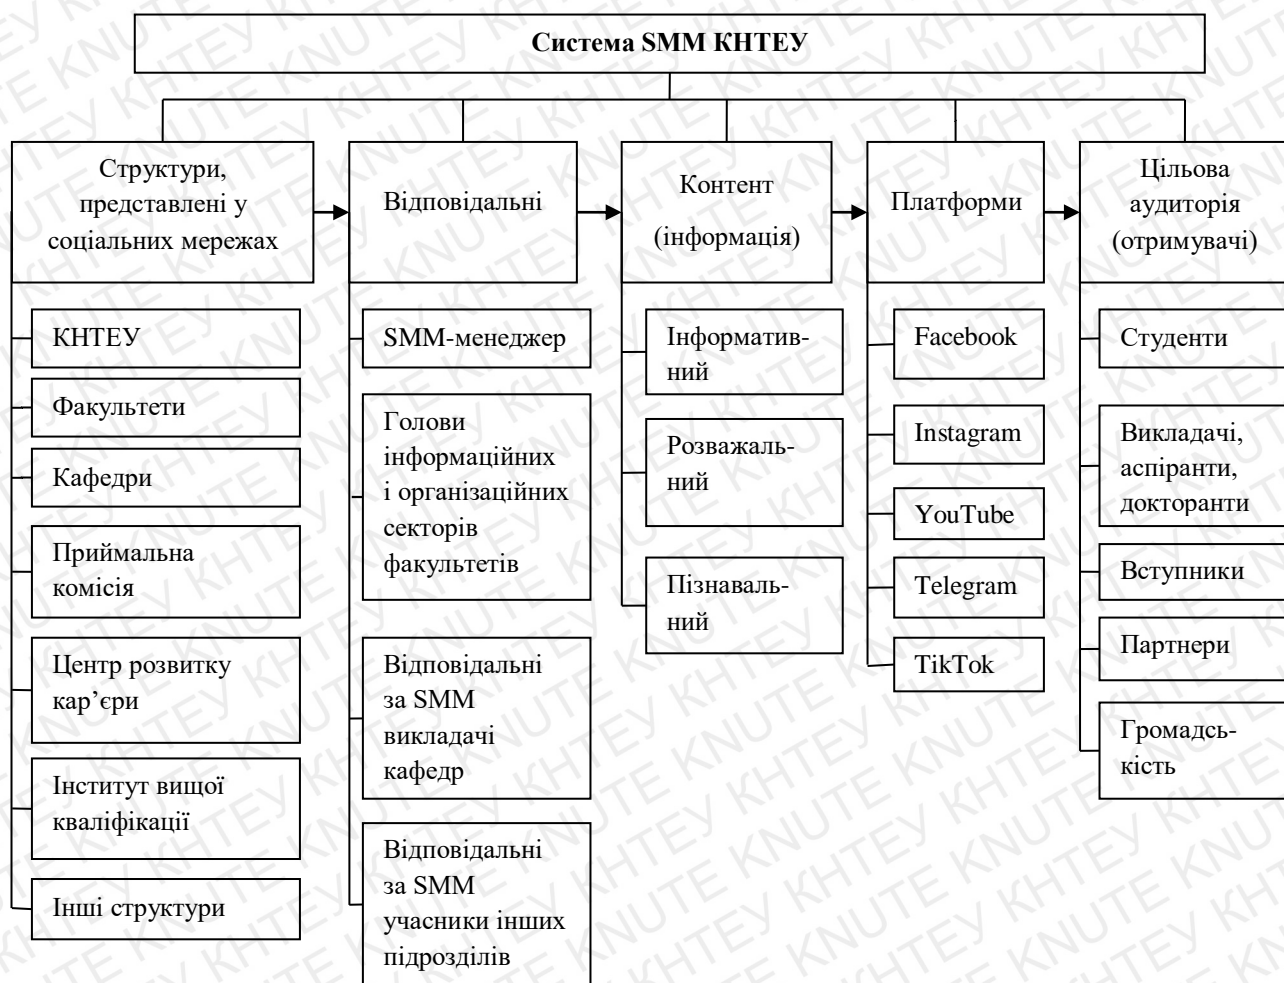 Система SMM КНТЕУ
Структури,
представлені у
соціальних мережах
Відповідальні
Контент
(інформація)
Платформи
Цільова
аудиторія
(отримувачі)
КНТЕУ
Факультети
Кафедри
Приймальна
комісія
Центр розвитку
кар’єри
Інститут вищої
кваліфікації
Інші структури
SMM-менеджер
Голови
інформаційних
і організаційних
секторів
факультетів
Відповідальні
за SMM
викладачі
кафедр
Відповідальні
за SMM
учасники інших
підрозділів
Інформатив-
ний
Розважаль-
ний
Пізнаваль-
ний
Facebook
Instagram
YouTube
Telegram
TikTok
Студенти
Викладачі,
аспіранти,
докторанти
Вступники
Партнери
Громадсь-
кість